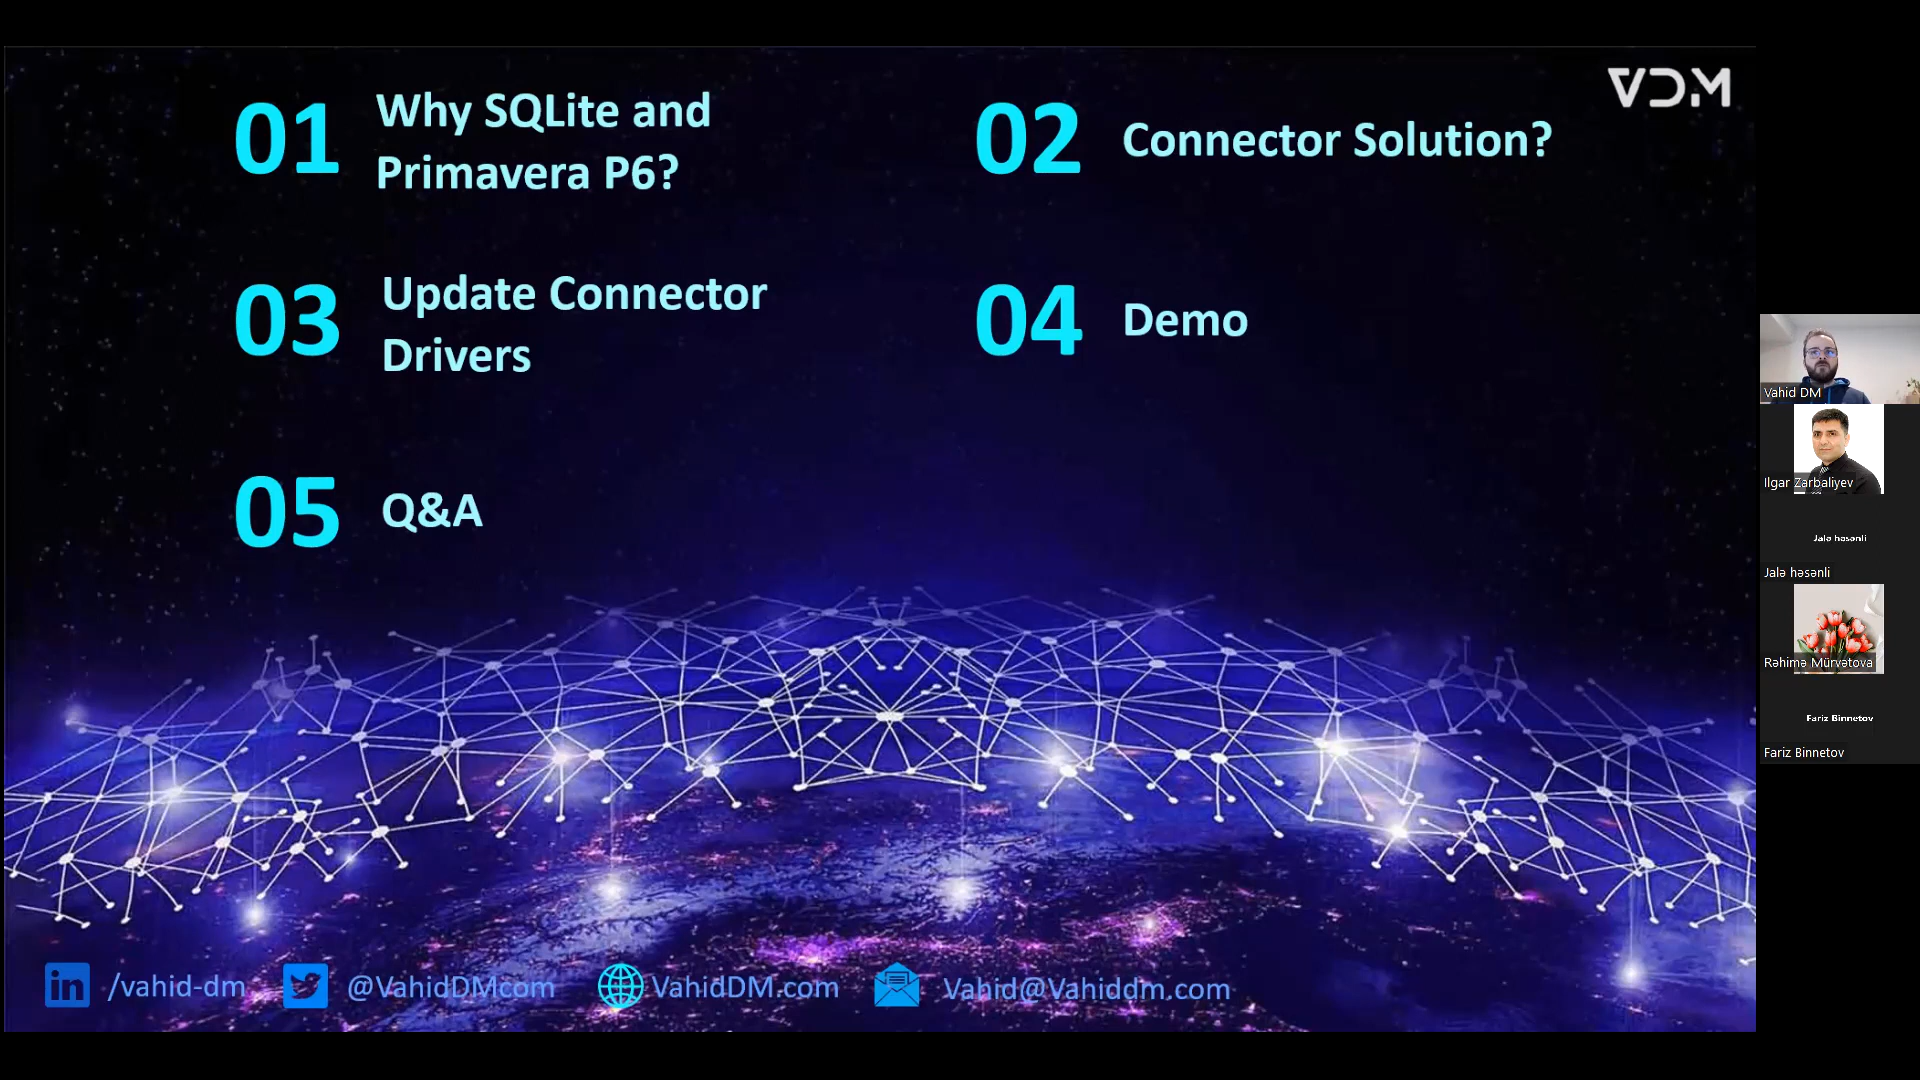 VDM
01
Why SQLite and
Primavera P6?
02
Connector Solution?
03
Update Connector
Drivers
04
Demo
05
Q&A
in /vahid-dm
@VahidDMcom
VahidDM.com
Vahid@Vahiddm.com
Vahid DM
Ilgar Zarbaliyev
Jalə həsənli
Jalə həsənli
Rəhimə Mürvətova
Fariz Binnetov
Fariz Binnetov